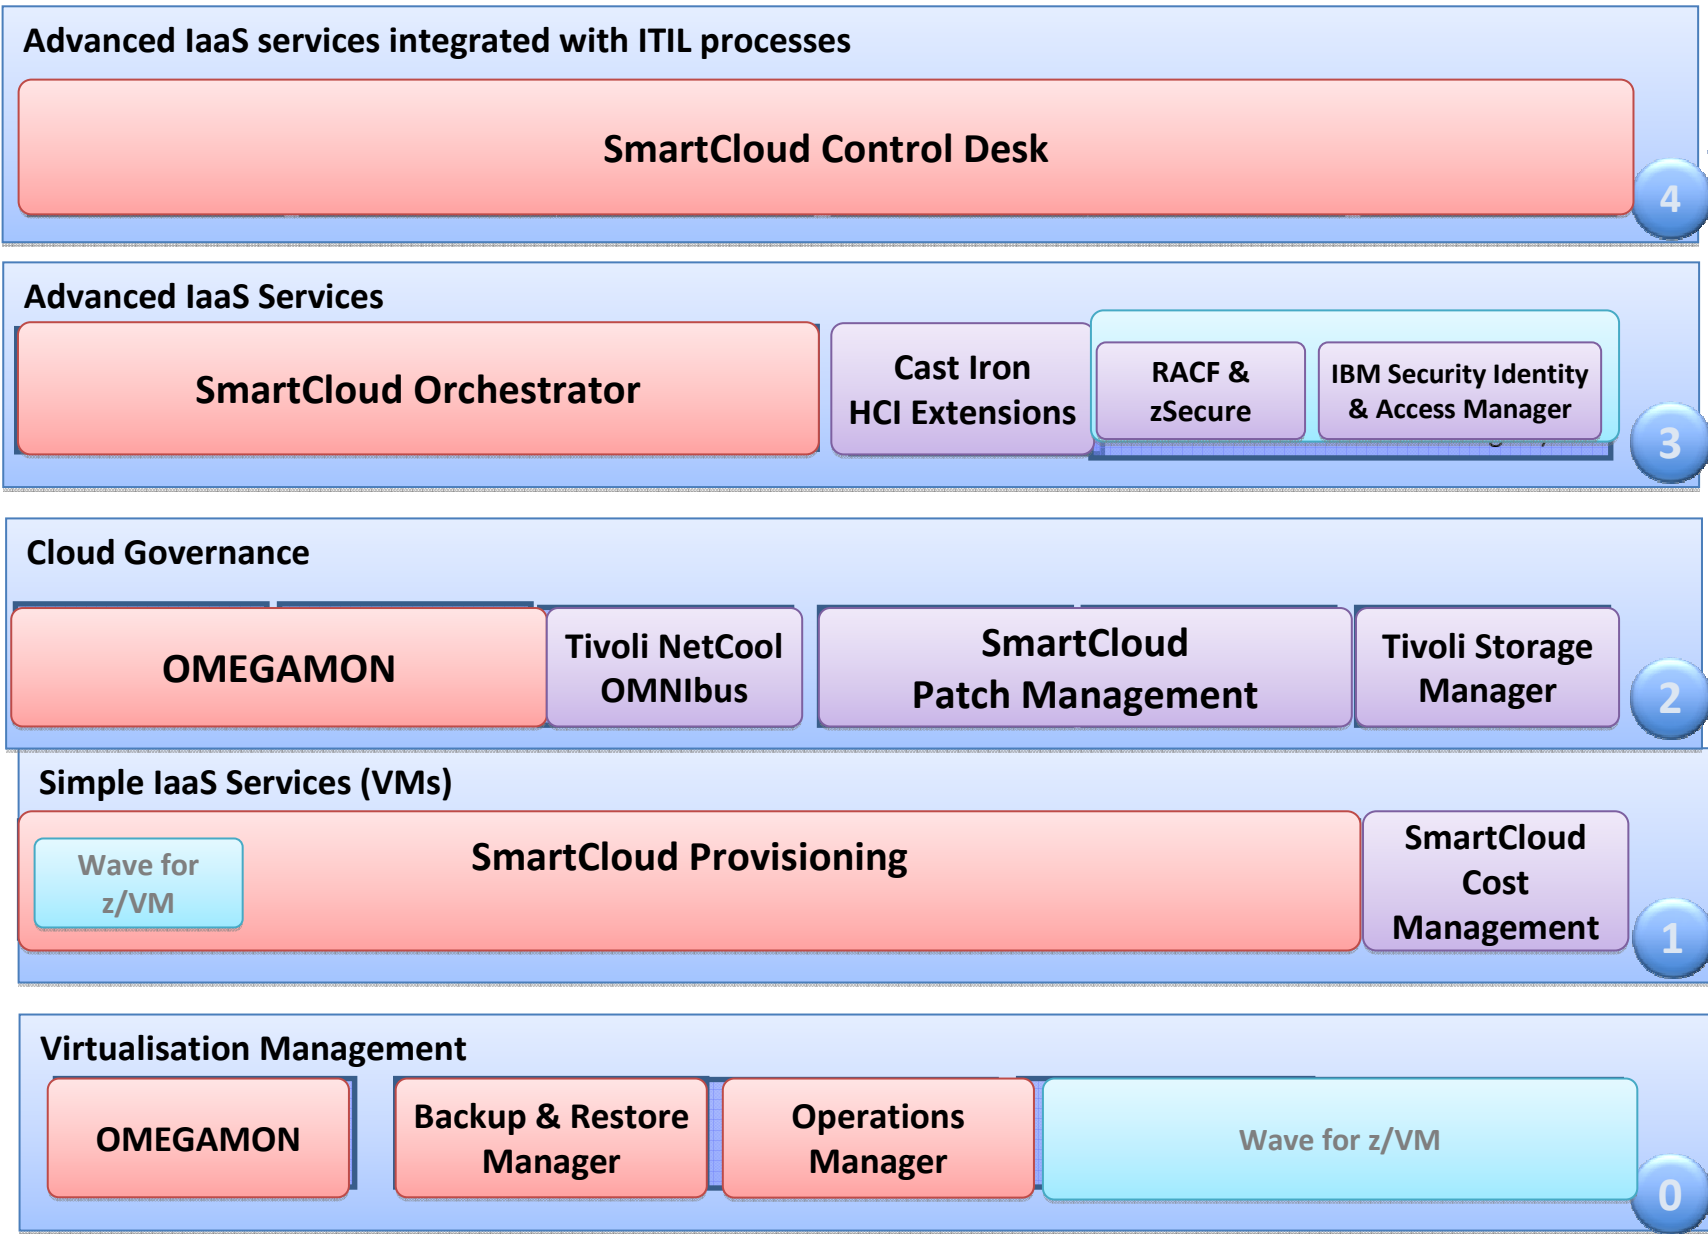 Advanced IaaS services integrated with ITIL processes
SmartCloud Control Desk
4
Advanced IaaS Services
SmartCloud Orchestrator
Cast Iron
HCI Extensions
RACF &
zSecure
IBM Security Identity
& Access Manager
3
Cloud Governance
OMEGAMON
Tivoli NetCool
OMNIbus
SmartCloud
Patch Management
Tivoli Storage
Manager
2
Simple IaaS Services (VMs)
Wave for
z/VM
SmartCloud Provisioning
SmartCloud
Cost
Management
1
Virtualisation Management
OMEGAMON
Backup & Restore
Manager
Operations
Manager
Wave for z/VM
0